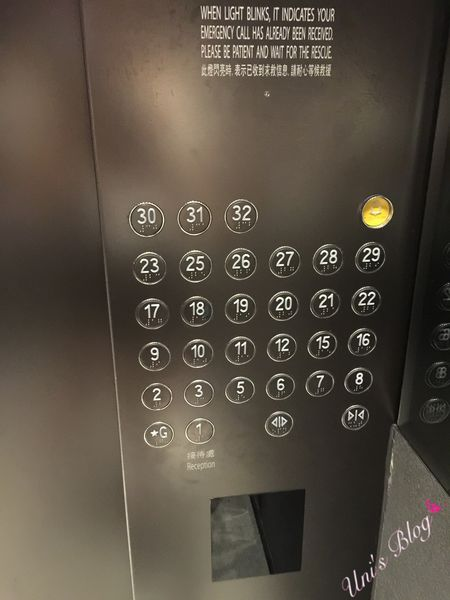 WHEN LIGHT BLINKS, IT INDICATES YOUR
EMERGENCY CALL HAS ALREADY BEEN RECEIVED.
PLEASE BE PATIENT AND WAIT FOR THE RESCUE.
此燈閃亮時, 表示已收到求救信息, 請耐心等候救援
30 31 32
23 25 26 27 28 29
17 18 19 20 21 22
9 10 11 12 15 16
2 3 5 6 7 8
★G 1
接待處
Reception
Uni's Blog